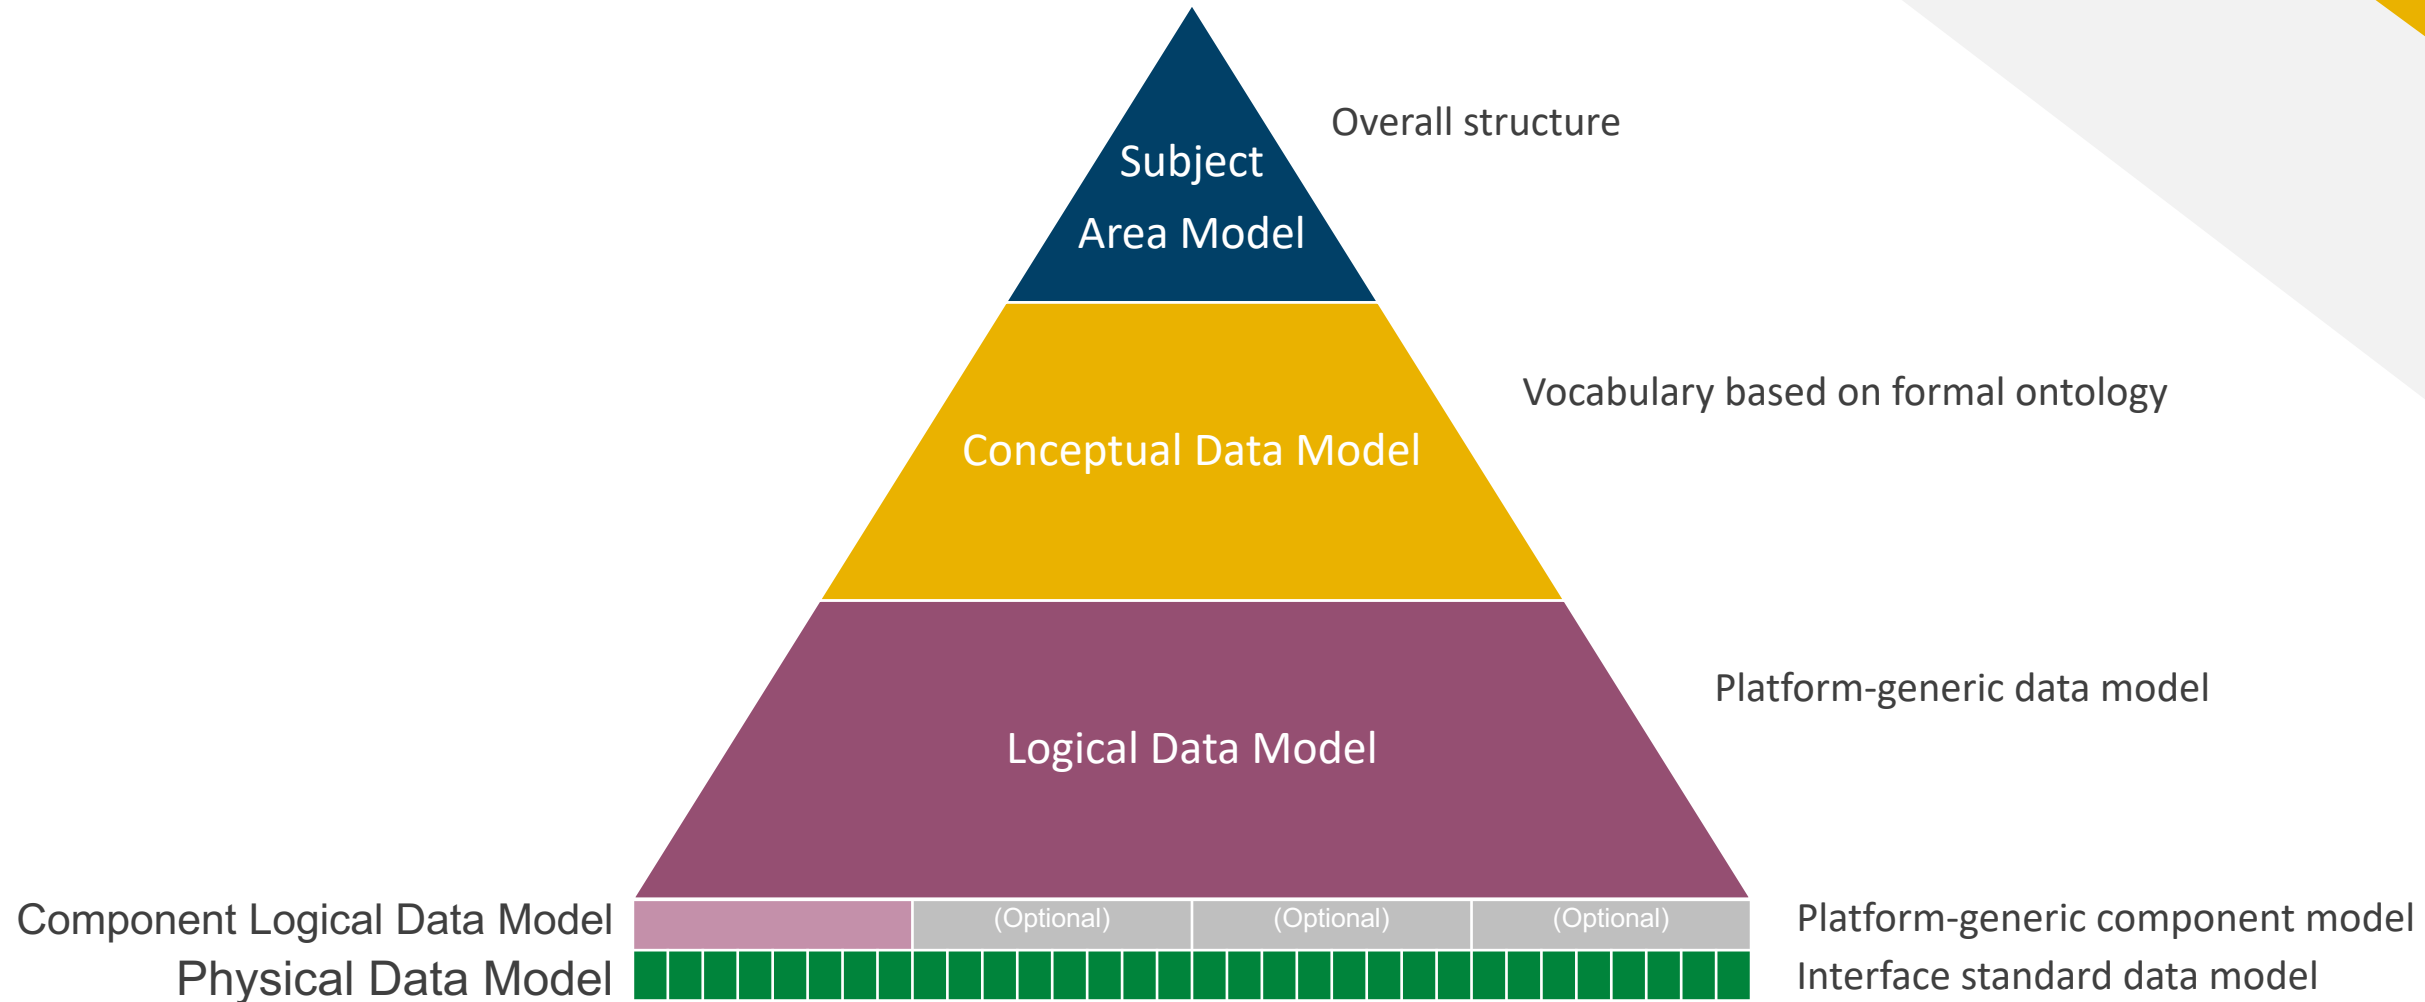 Overall structure
Subject
Area Model
Vocabulary based on formal ontology
Conceptual Data Model
Platform-generic data model
Logical Data Model
Component Logical Data Model
(Optional)
(Optional)
(Optional)
Platform-generic component model
Physical Data Model
Interface standard data model